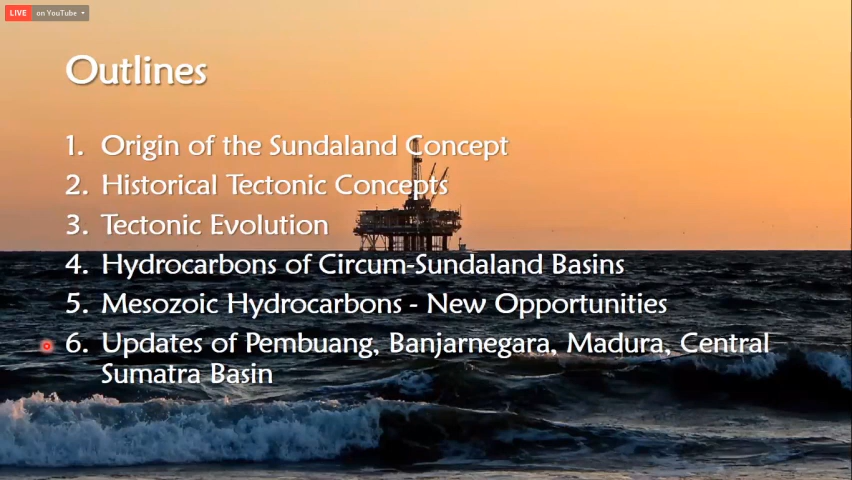 LIVE on YouTube
Outlines
1. Origin of the Sundaland Concept
2. Historical Tectonic Concepts
3. Tectonic Evolution
4. Hydrocarbons of Circum-Sundaland Basins
5. Mesozoic Hydrocarbons - New Opportunities
6. Updates of Pembuang, Banjarnegara, Madura, Central
Sumatra Basin